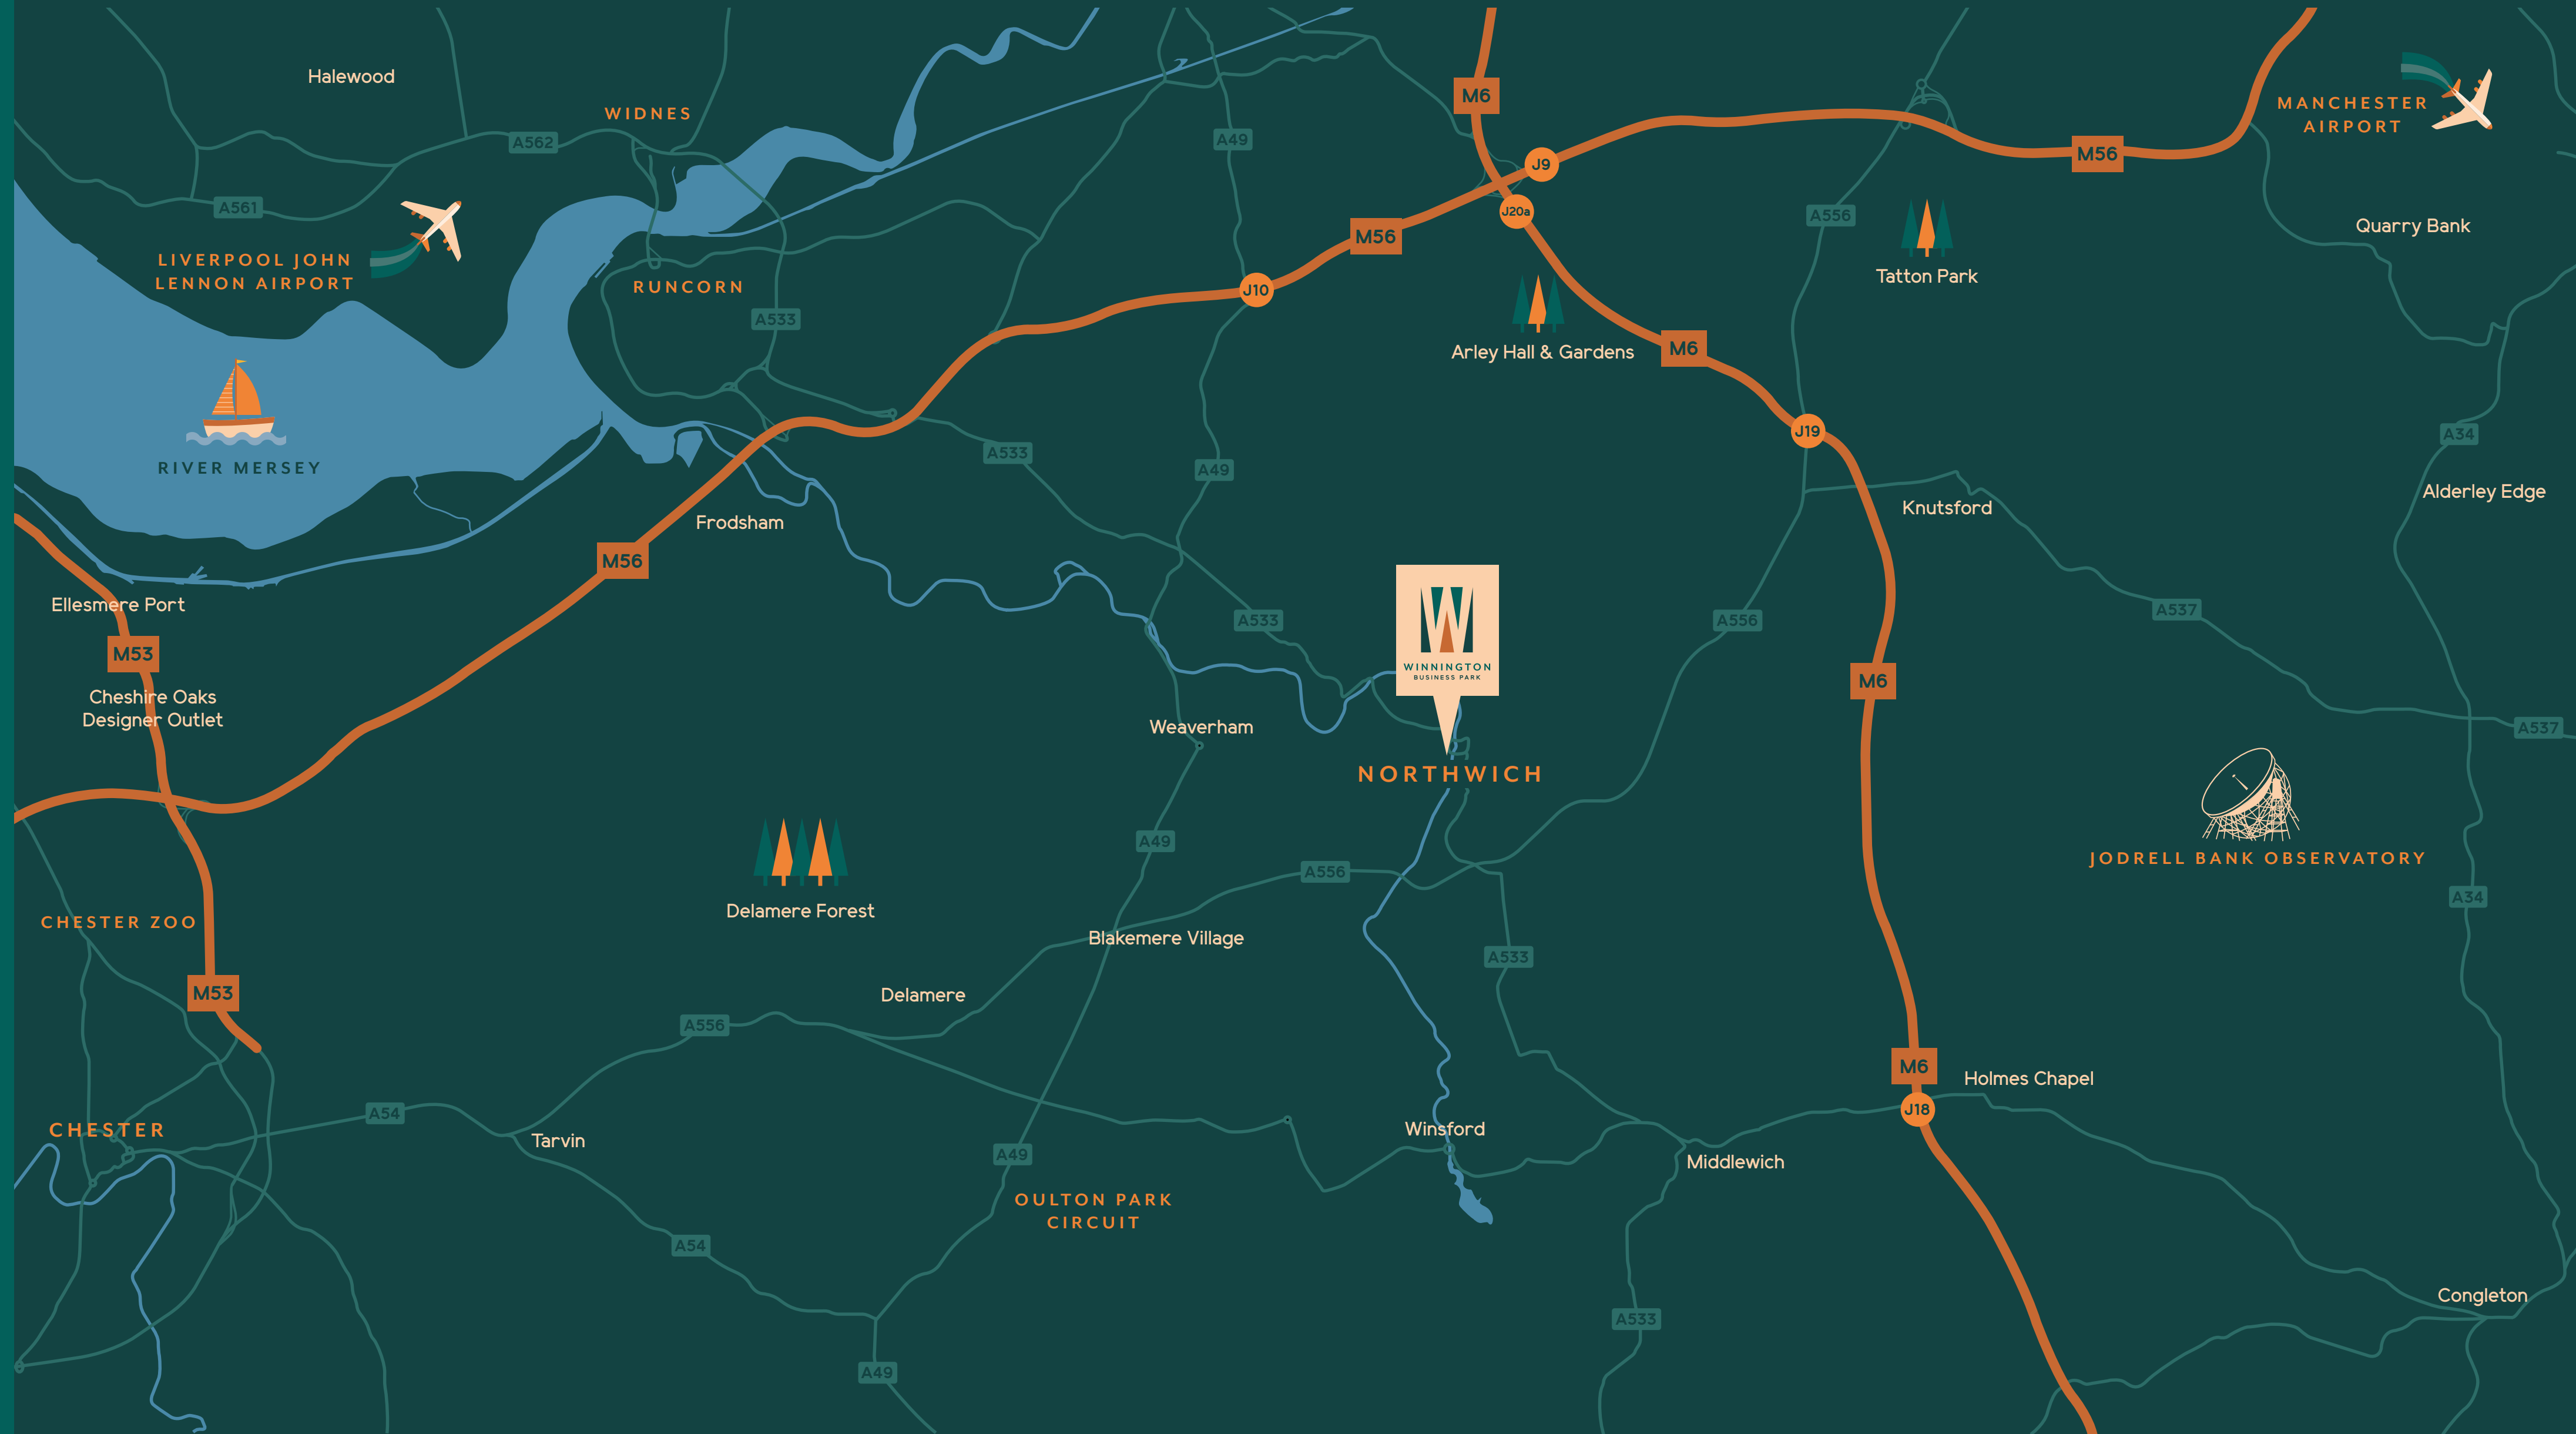 Halewood
WIDNES
M6
MANCHESTER
AIRPORT
A562
A49
J9
M56
A561
J20a
A556
Quarry Bank
M56
LIVERPOOL JOHN
LENNON AIRPORT
RUNCORN
J10
Tatton Park
A533
Arley Hall & Gardens
M6
J19
A34
RIVER MERSEY
A533
A49
Alderley Edge
Knutsford
Frodsham
M56
Ellesmere Port
A533
A556
A537
M53
W
WINNINGTON
BUSINESS PARK
M6
Cheshire Oaks
Designer Outlet
Weaverham
A537
NORTHWICH
A49
JODRELL BANK OBSERVATORY
A556
A34
Delamere Forest
CHESTER ZOO
Blakemere Village
A533
M53
Delamere
A556
M6
Holmes Chapel
A54
J18
CHESTER
Tarvin
Winsford
A49
Middlewich
OULTON PARK
CIRCUIT
A54
Congleton
A533
A49